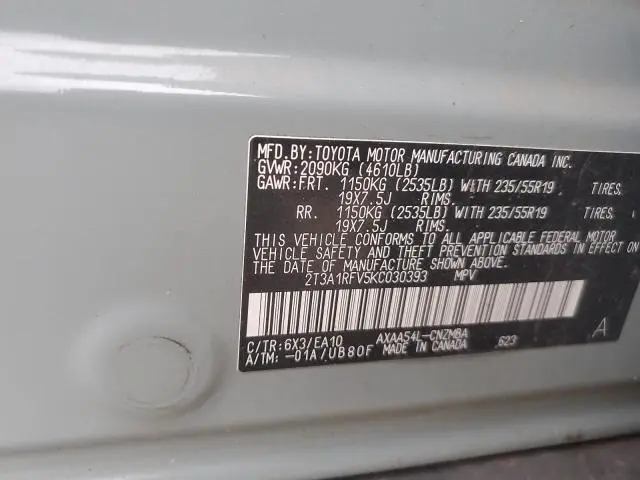 MFD.BY:TOYOTA MOTOR MANUFACTURING CANADA INC.
GVWR:2090KG (4610LB)
GAWR:FRT. 1150KG (2535LB) WITH 235/55R19 TIRES,
19X7.5J RIMS.
RR. 1150KG (2535LB) WITH 235/55R19 TIRES,
19X7.5J RIMS.
THIS VEHICLE CONFORMS TO ALL APPLICABLE FEDERAL MOTOR
VEHICLE SAFETY AND THEFT PREVENTION STANDARDS IN EFFECT ON
THE DATE OF MANUFACTURE SHOWN ABOVE.
2T3A1RFV5KC030393 MPV
C/TR:6X3/EA10 AXAA54L-CNZMBA A
A/TM:-01A/UB80F MADE IN CANADA 623